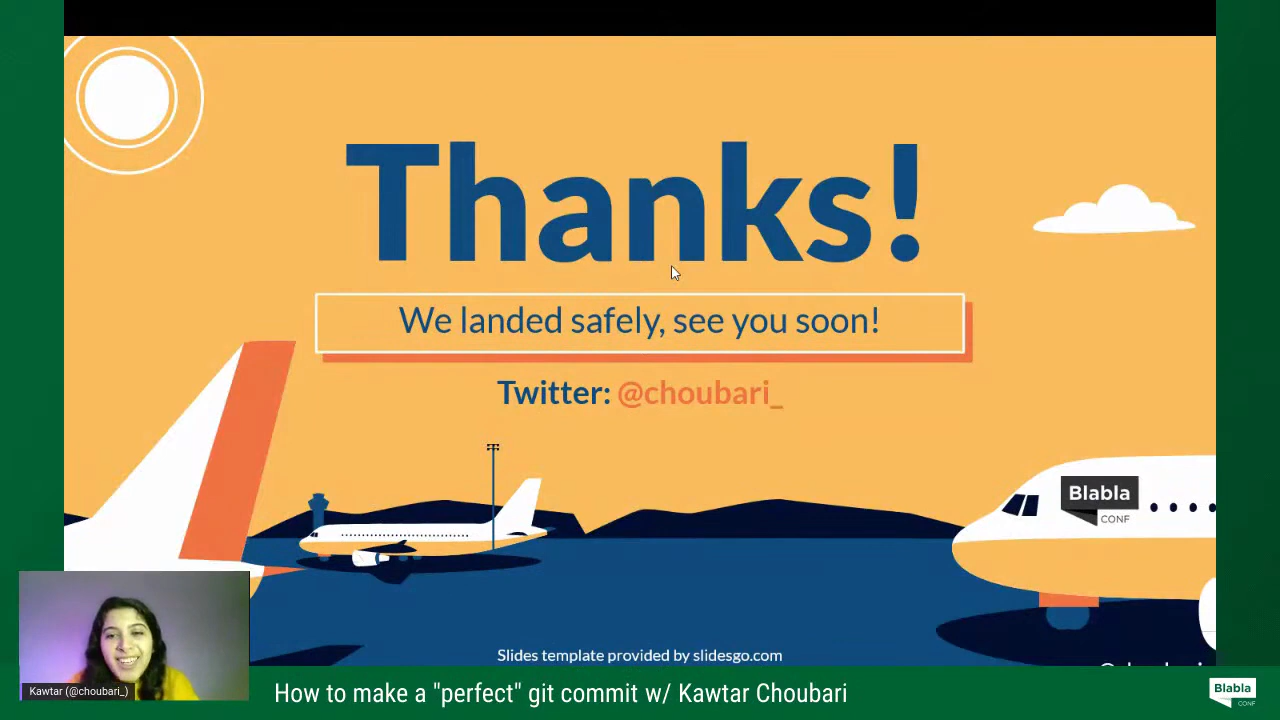 Thanks!
We landed safely, see you soon!
Twitter: @choubari_
Blabla
CONF
Slides template provided by slidesgo.com
Kawtar (@choubari_)
How to make a "perfect" git commit w/ Kawtar Choubari
Blabla
CONF